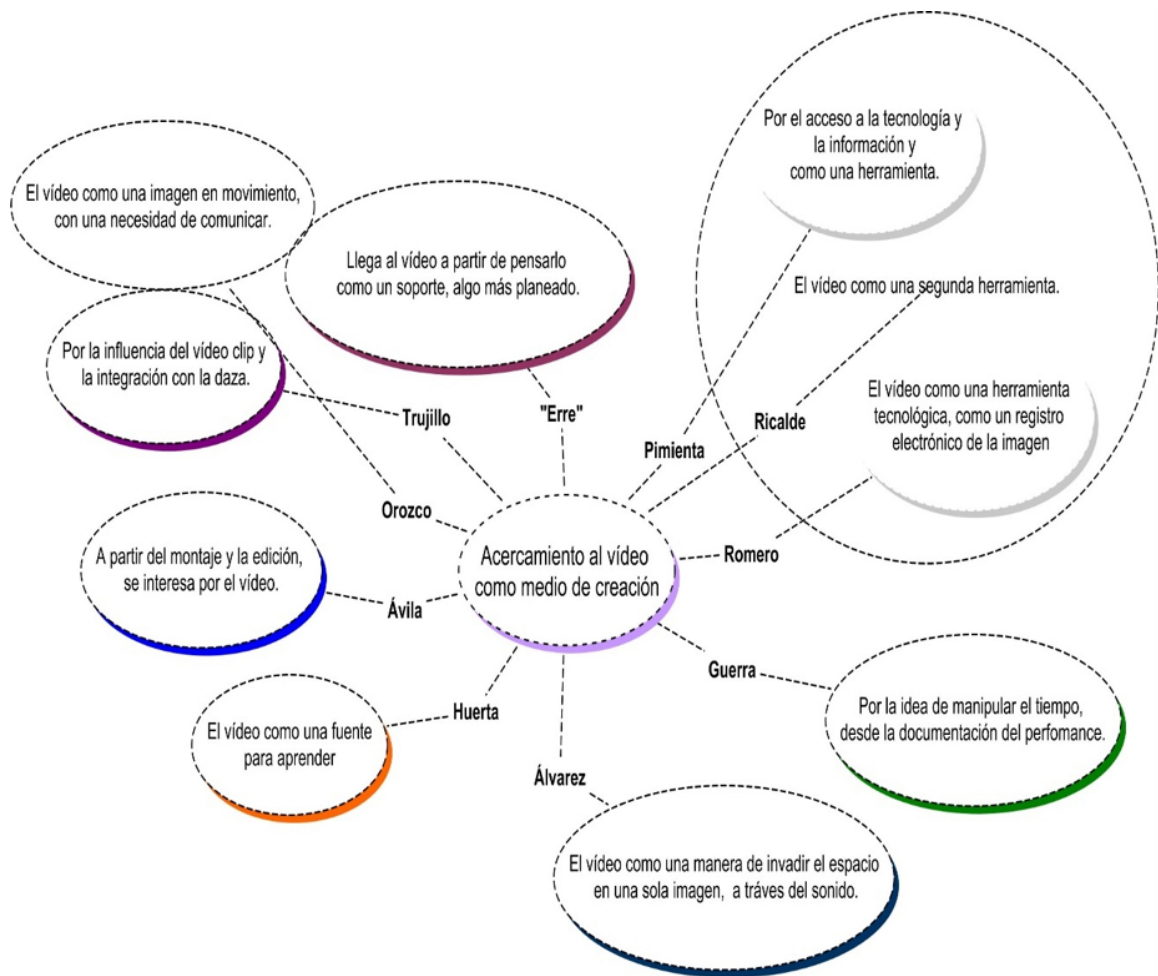 Por el acceso a la tecnología y
la información y
como una herramienta.
El vídeo como una imagen en movimiento,
con una necesidad de comunicar.
Llega al vídeo a partir de pensarlo
como un soporte, algo más planeado.
El vídeo como una segunda herramienta.
Por la influencia del vídeo clip y
la integración con la daza.
El vídeo como una herramienta
tecnológica, como un registro
electrónico de la imagen
Trujillo
"Erre"
Ricalde
Pimienta
Orozco
Acercamiento al vídeo
como medio de creación
Romero
A partir del montaje y la edición,
se interesa por el vídeo.
Ávila
Guerra
Huerta
Por la idea de manipular el tiempo,
desde la documentación del perfomance.
El vídeo como una fuente
para aprender
Álvarez
El vídeo como una manera de invadir el espacio
en una sola imagen, a tráves del sonido.